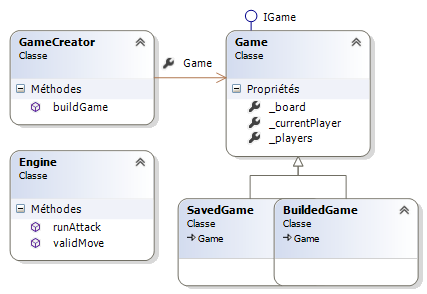 IGame
GameCreator
Classe
Méthodes
buildGame
Game
Game
Classe
Propriétés
_board
_currentPlayer
_players
Engine
Classe
Méthodes
runAttack
validMove
SavedGame
Classe
Game
BuildedGame
Classe
Game